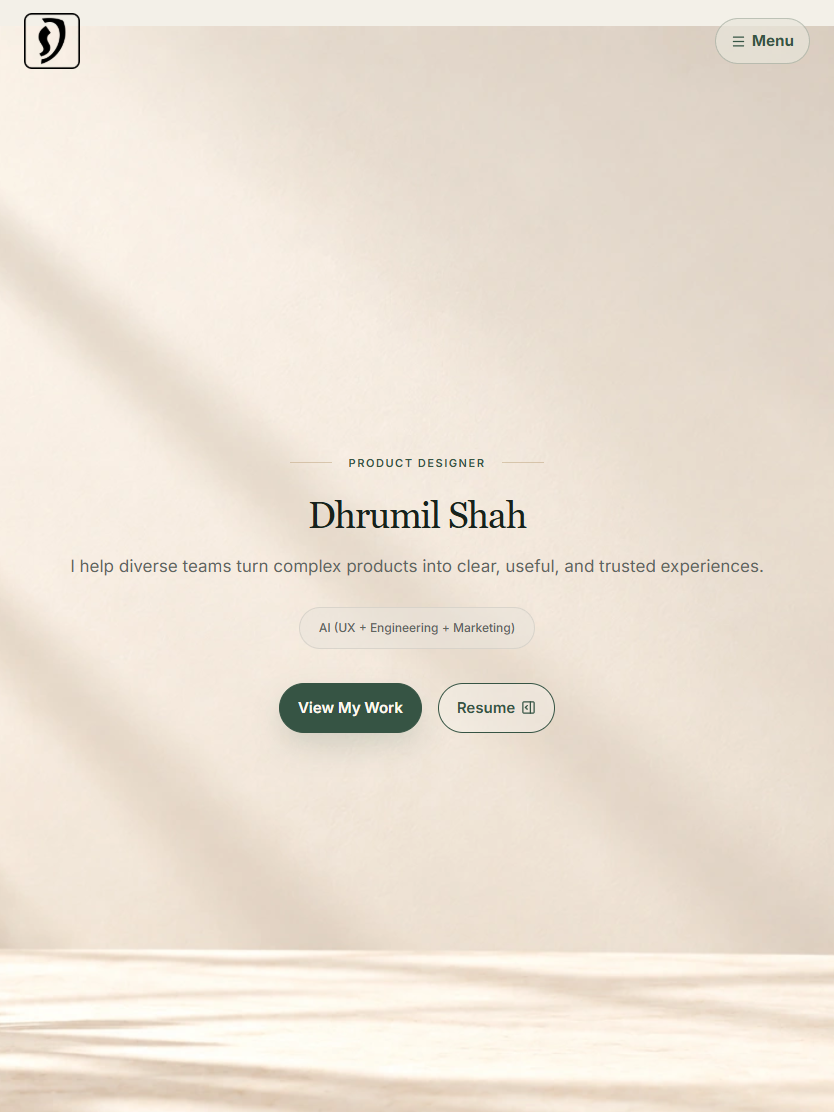 Menu
PRODUCT DESIGNER
Dhrumil Shah
I help diverse teams turn complex products into clear, useful, and trusted experiences.
AI (UX + Engineering + Marketing)
View My Work
Resume